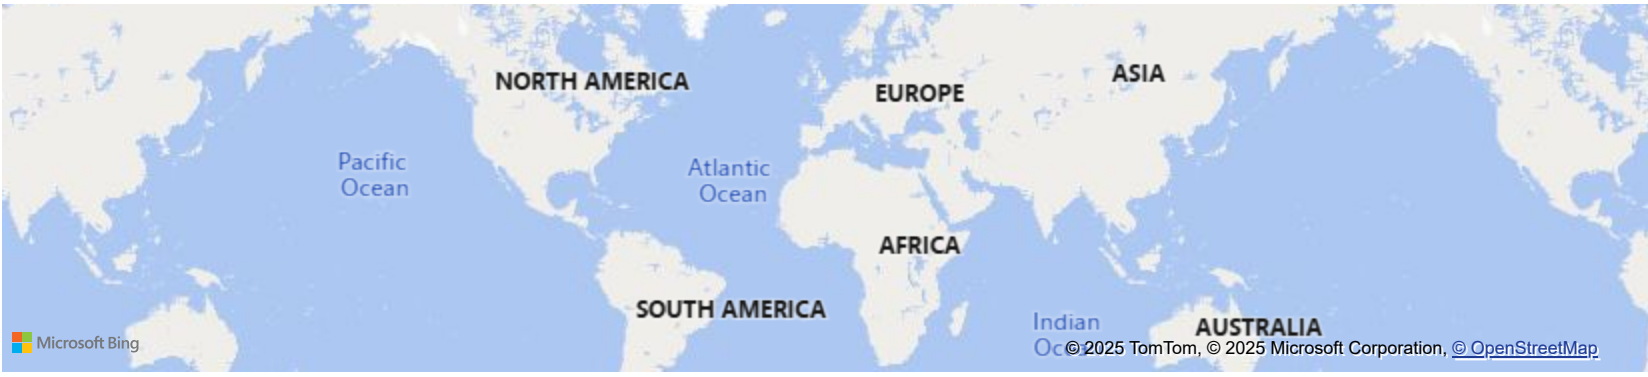 NORTH AMERICA
EUROPE
ASIA
Pacific
Ocean
Atlantic
Ocean
AFRICA
SOUTH AMERICA
Indian
Ocean
AUSTRALIA
Microsoft Bing
© 2025 TomTom, © 2025 Microsoft Corporation, © OpenStreetMap